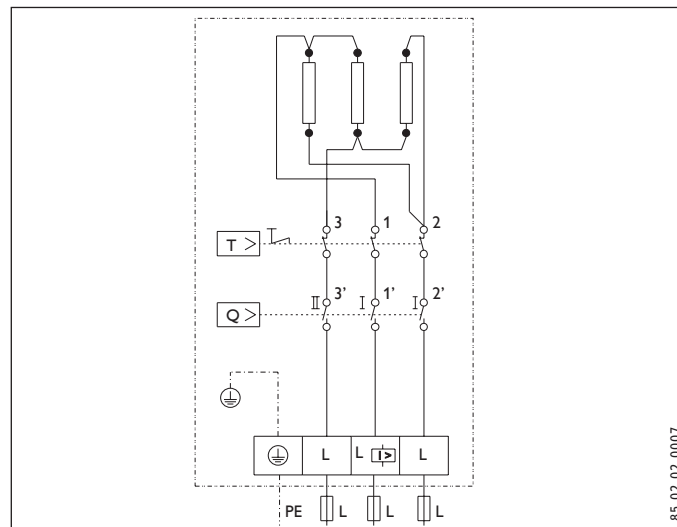 3 1 2
T >
3' 1' 2'
II I I
Q >
L L I> L
PE L L L
85.02.02.0007